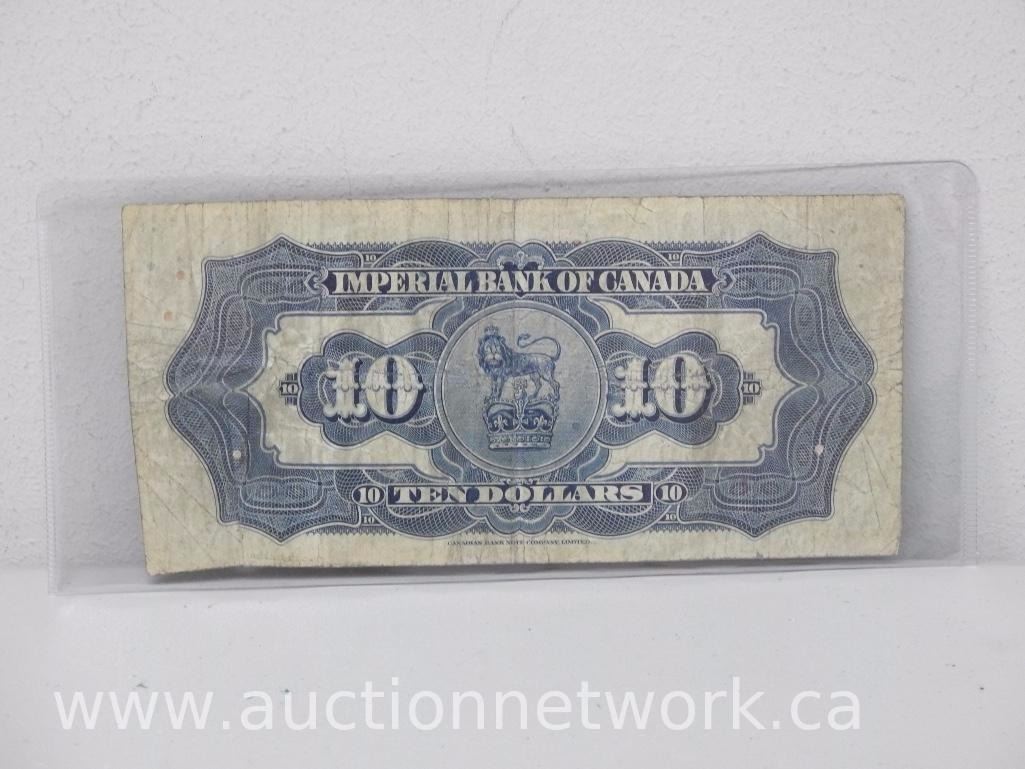 10 10
IMPERIAL BANK OF CANADA
10 10 10 10
10 TEN DOLLARS 10
10 10
CANADIAN BANK NOTE COMPANY, LIMITED
www.auctionnetwork.ca